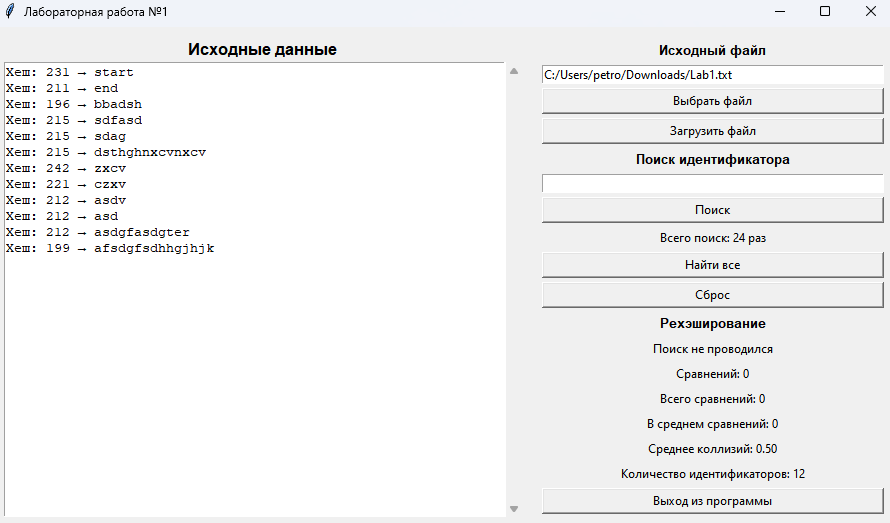 Лабораторная работа №1
Исходные данные
Хеш: 231 → start
Хеш: 211 → end
Хеш: 196 → bbadsh
Хеш: 215 → sdfasd
Хеш: 215 → sdag
Хеш: 215 → dsthghnxcvnxcv
Хеш: 242 → zxcv
Хеш: 221 → czxv
Хеш: 212 → asdv
Хеш: 212 → asd
Хеш: 212 → asdgfasdgter
Хеш: 199 → afsdgfsdhhgjhjk
Исходный файл
C:/Users/petro/Downloads/Lab1.txt
Выбрать файл
Загрузить файл
Поиск идентификатора
Поиск
Всего поиск: 24 раз
Найти все
Сброс
Рехэширование
Поиск не проводился
Сравнений: 0
Всего сравнений: 0
В среднем сравнений: 0
Среднее коллизий: 0.50
Количество идентификаторов: 12
Выход из программы